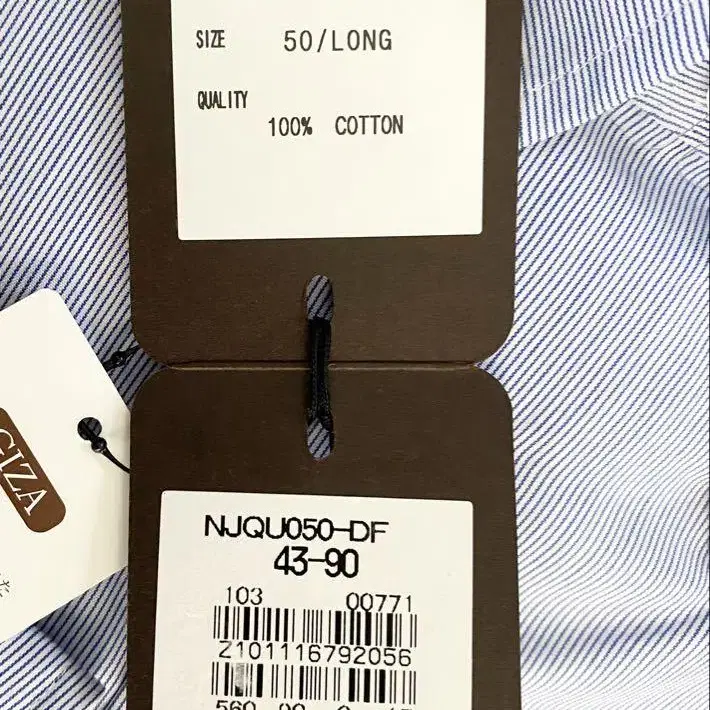 SIZE 50/LONG
QUALITY
100% COTTON
GIZA
NJQU050-DF
43-90
103 00771
Z101116792056